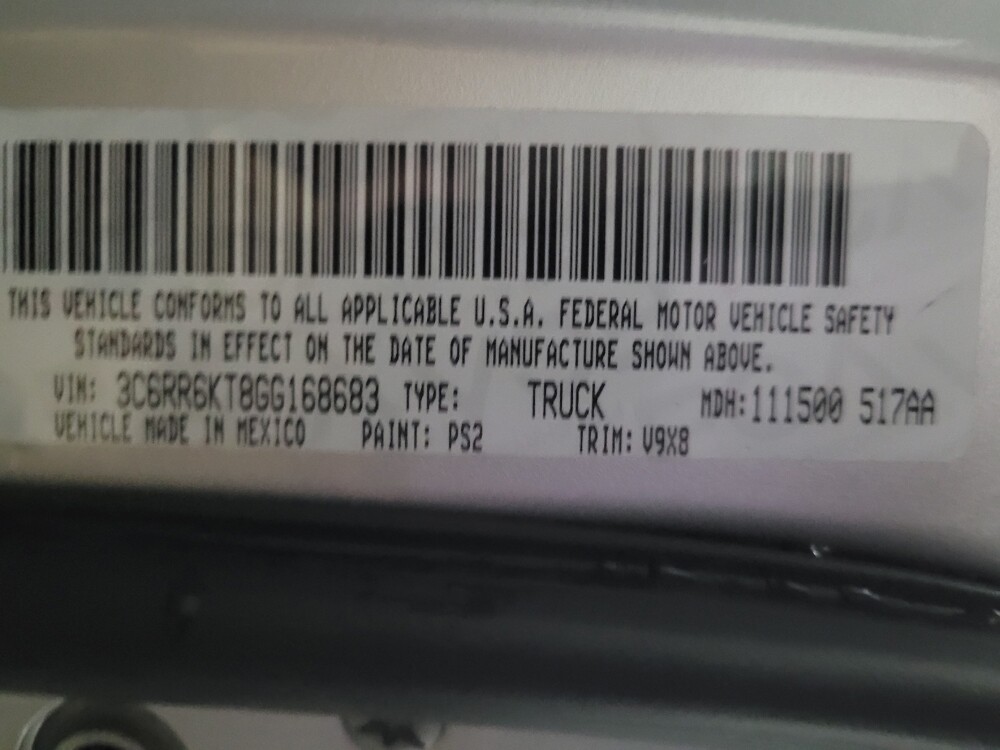 THIS VEHICLE CONFORMS TO ALL APPLICABLE U.S.A. FEDERAL MOTOR VEHICLE SAFETY
STANDARDS IN EFFECT ON THE DATE OF MANUFACTURE SHOWN ABOVE.
VIN: 3C6RR6KT8GG168683 TYPE: TRUCK MDH:111500 517AA
VEHICLE MADE IN MEXICO PAINT: PS2 TRIM: V9X8